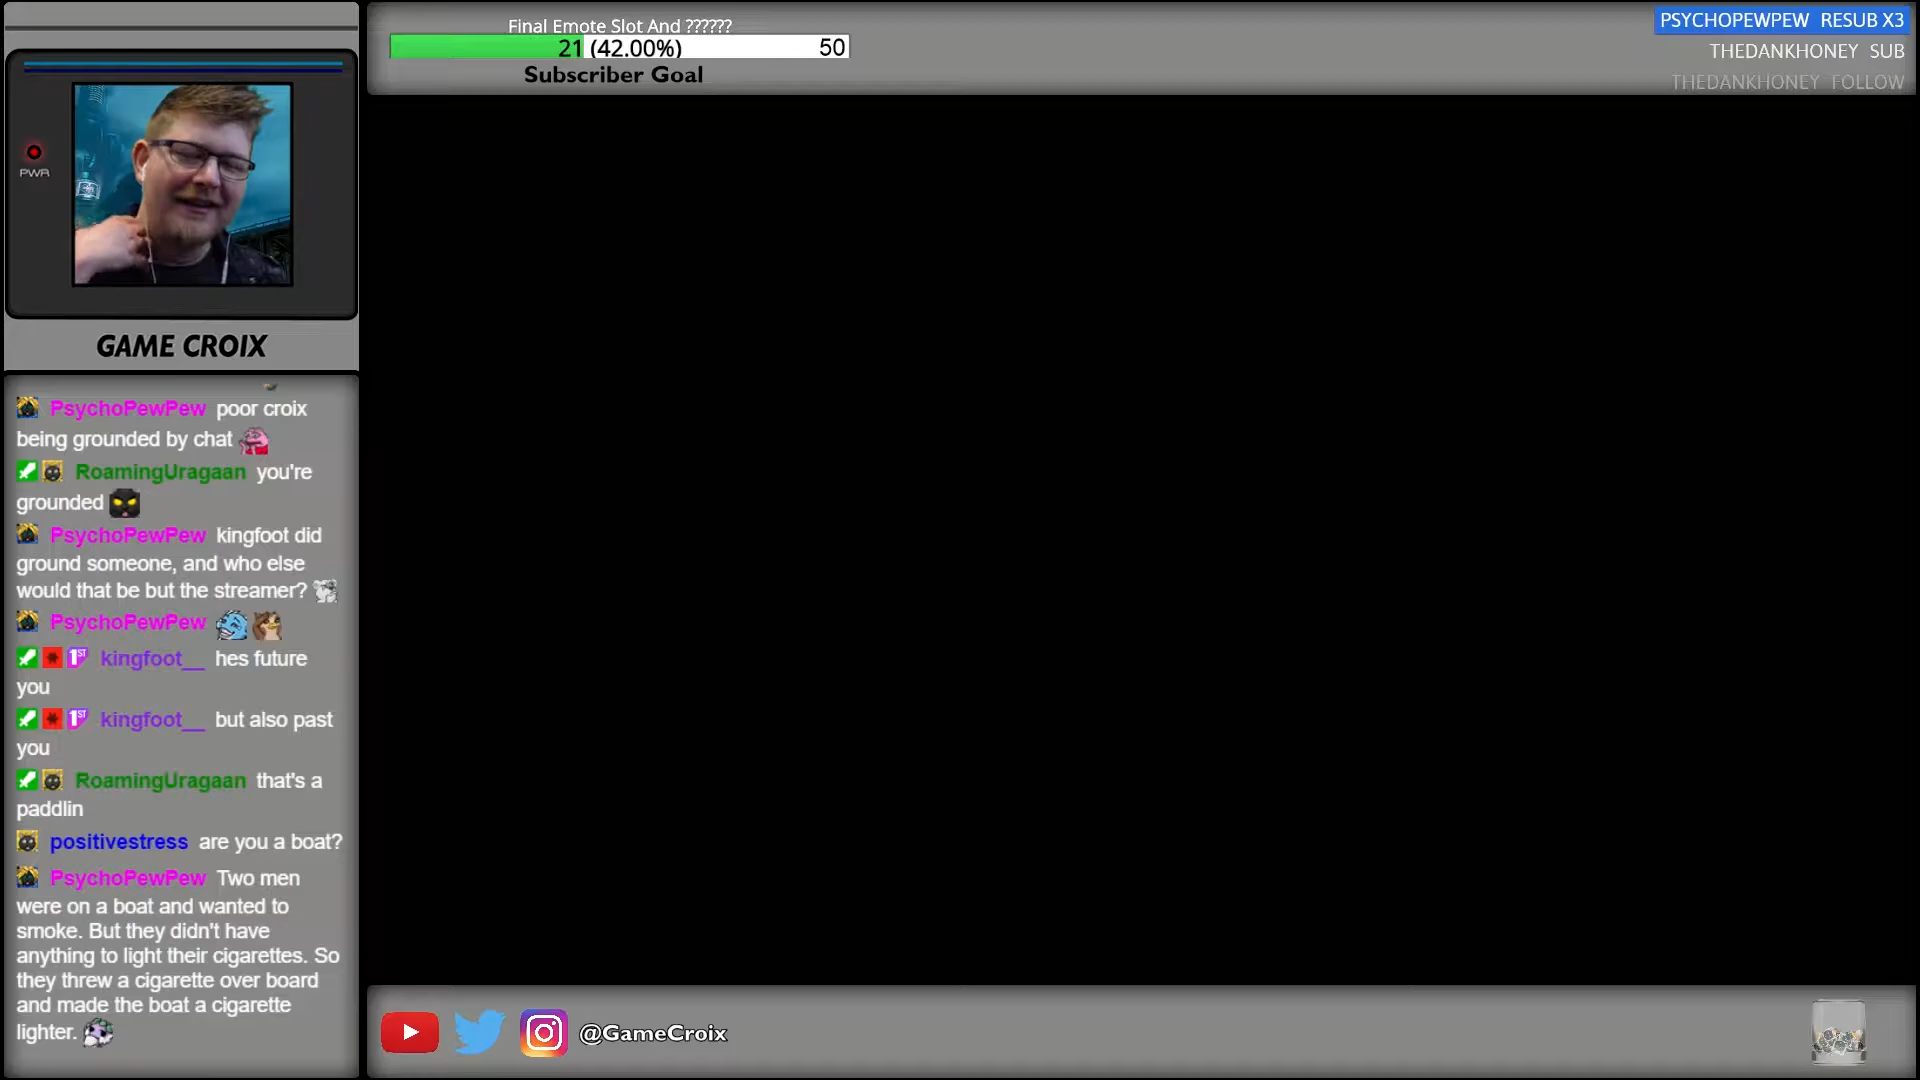 Final Emote Slot And ??????
21 (42.00%) 50
Subscriber Goal
PSYCHOPEWPEW RESUB X3
THEDANKHONEY SUB
THEDANKHONEY FOLLOW
PWR
GAME CROIX
PsychoPewPew poor croix
being grounded by chat
RoamingUragaan you're
grounded
PsychoPewPew kingfoot did
ground someone, and who else
would that be but the streamer?
PsychoPewPew
1ST kingfoot__ hes future
you
1ST kingfoot__ but also past
you
RoamingUragaan that's a
paddlin
positivestress are you a boat?
PsychoPewPew Two men
were on a boat and wanted to
smoke. But they didn't have
anything to light their cigarettes. So
they threw a cigarette over board
and made the boat a cigarette
lighter.
@GameCroix